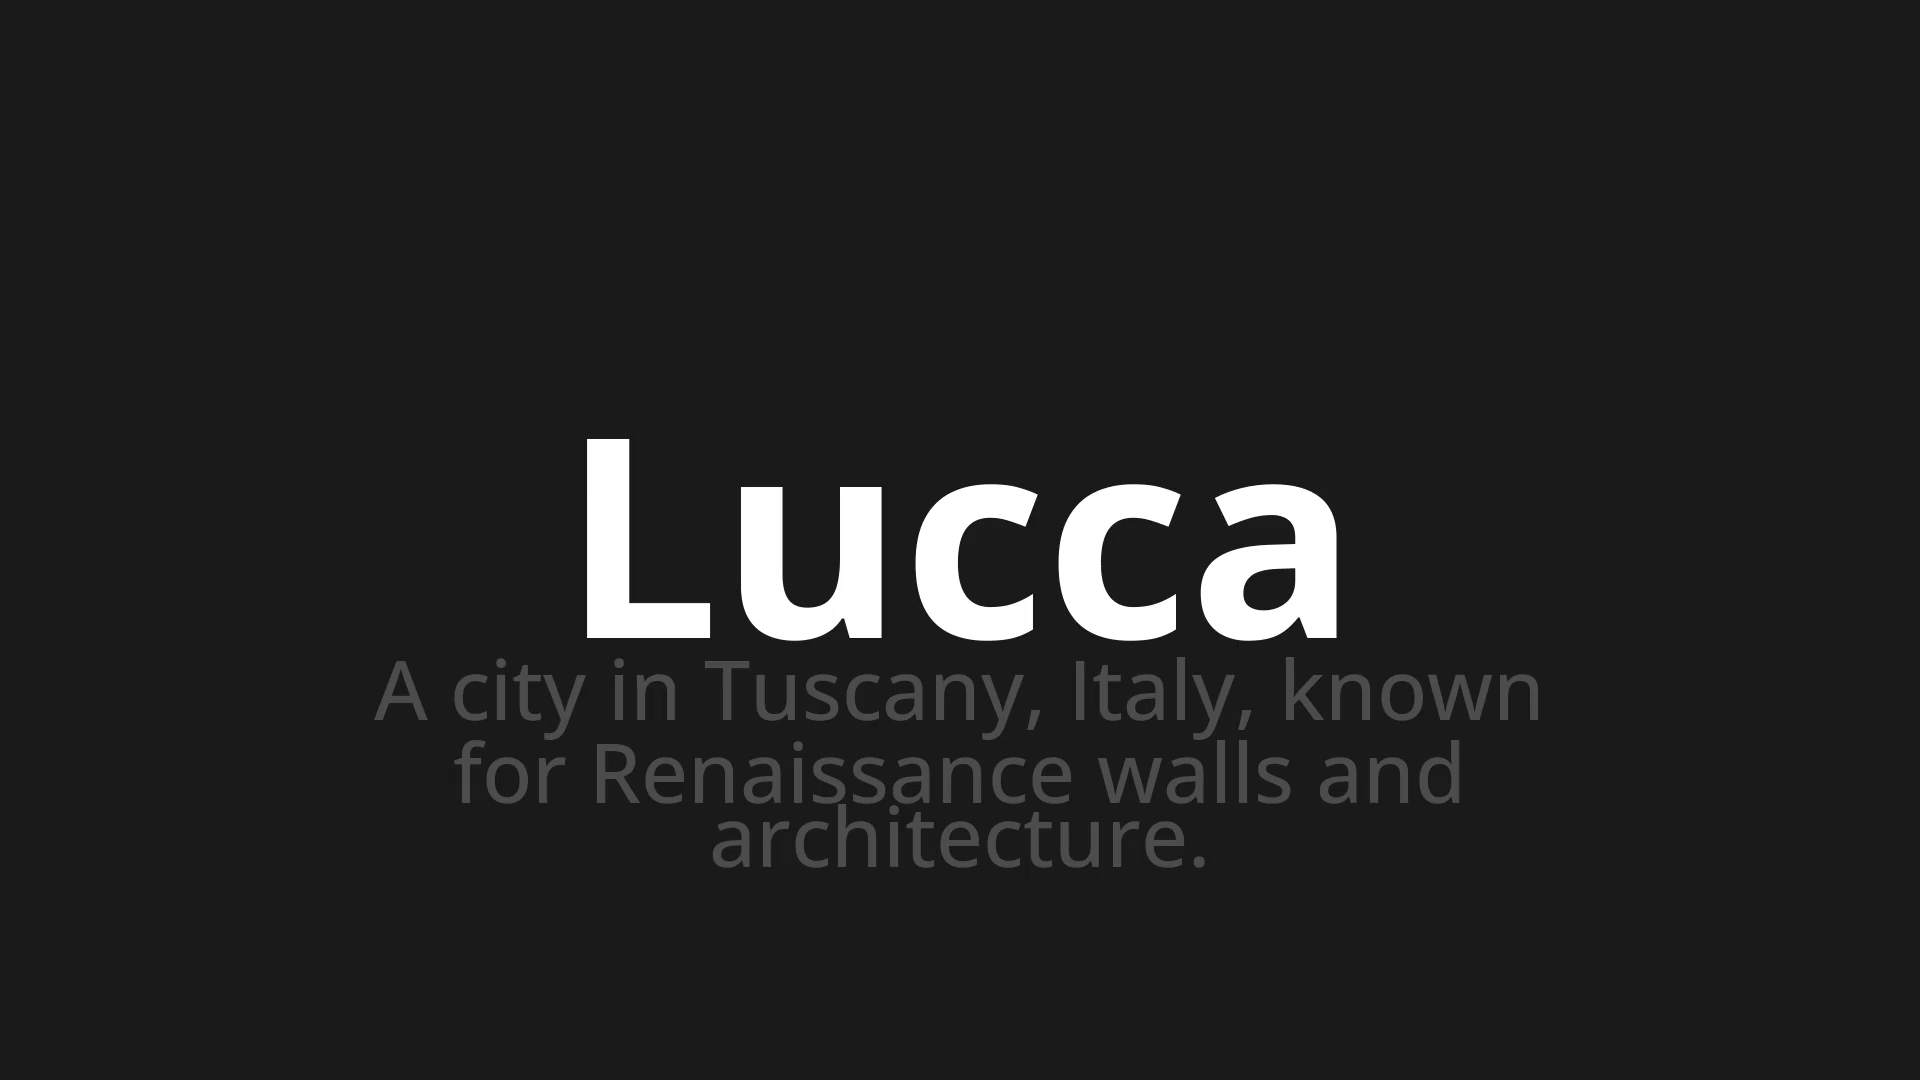 Lucca
A city in Tuscany, Italy, known
for Renaissance walls and
architecture.